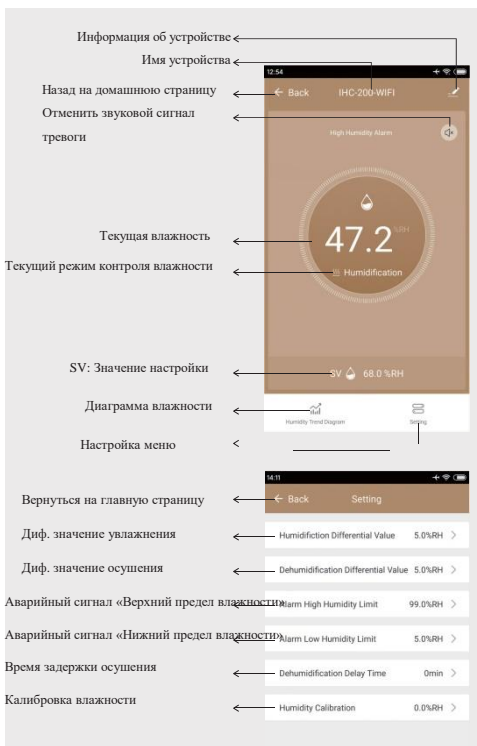 Информация об устройстве
Имя устройства
12:54
Назад на домашнюю страницу
Back IHC-200-WIFI
Отменить звуковой сигнал
тревоги
High Humidity Alarm
Текущая влажность
47.2 %RH
Текущий режим контроля влажности
Humidification
SV: Значение настройки
SV 68.0 %RH
Диаграмма влажности
Humidity Trend Diagram Setting
Настройка меню
14:11
Вернуться на главную страницу
Back Setting
Диф. значение увлажнения
Humidifiction Differential Value 5.0%RH
Диф. значение осушения
Dehumidification Differential Value 5.0%RH
Аварийный сигнал «Верхний предел влажности»
Alarm High Humidity Limit 99.0%RH
Аварийный сигнал «Нижний предел влажности»
Alarm Low Humidity Limit 5.0%RH
Время задержки осушения
Dehumidification Delay Time 0min
Калибровка влажности
Humidity Calibration 0.0%RH